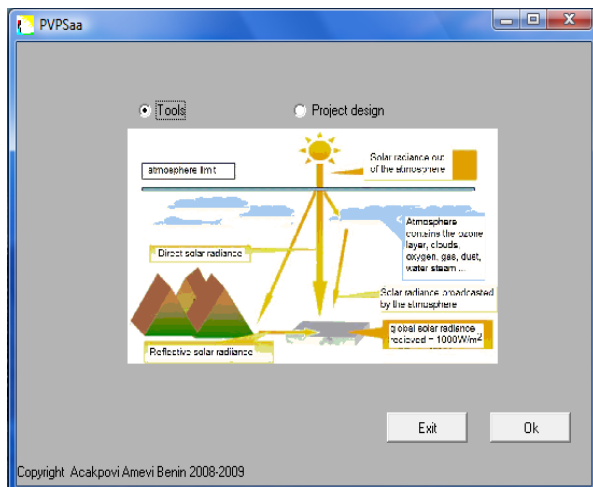 PVPSaa
Tools
Project design
atmosphere limit
Solar radiance out
of the atmosphere
Atmosphere
contains the ozone
layer, clouds,
oxygen, gas, dust,
water steam ...
Direct solar radiance
Solar radiance broadcasted
by the atmosphere
global solar radiance
recieved = 1000W/m2
Reflective solar radiance
Exit
Ok
Copyright Acakpovi Amevi Benin 2008-2009